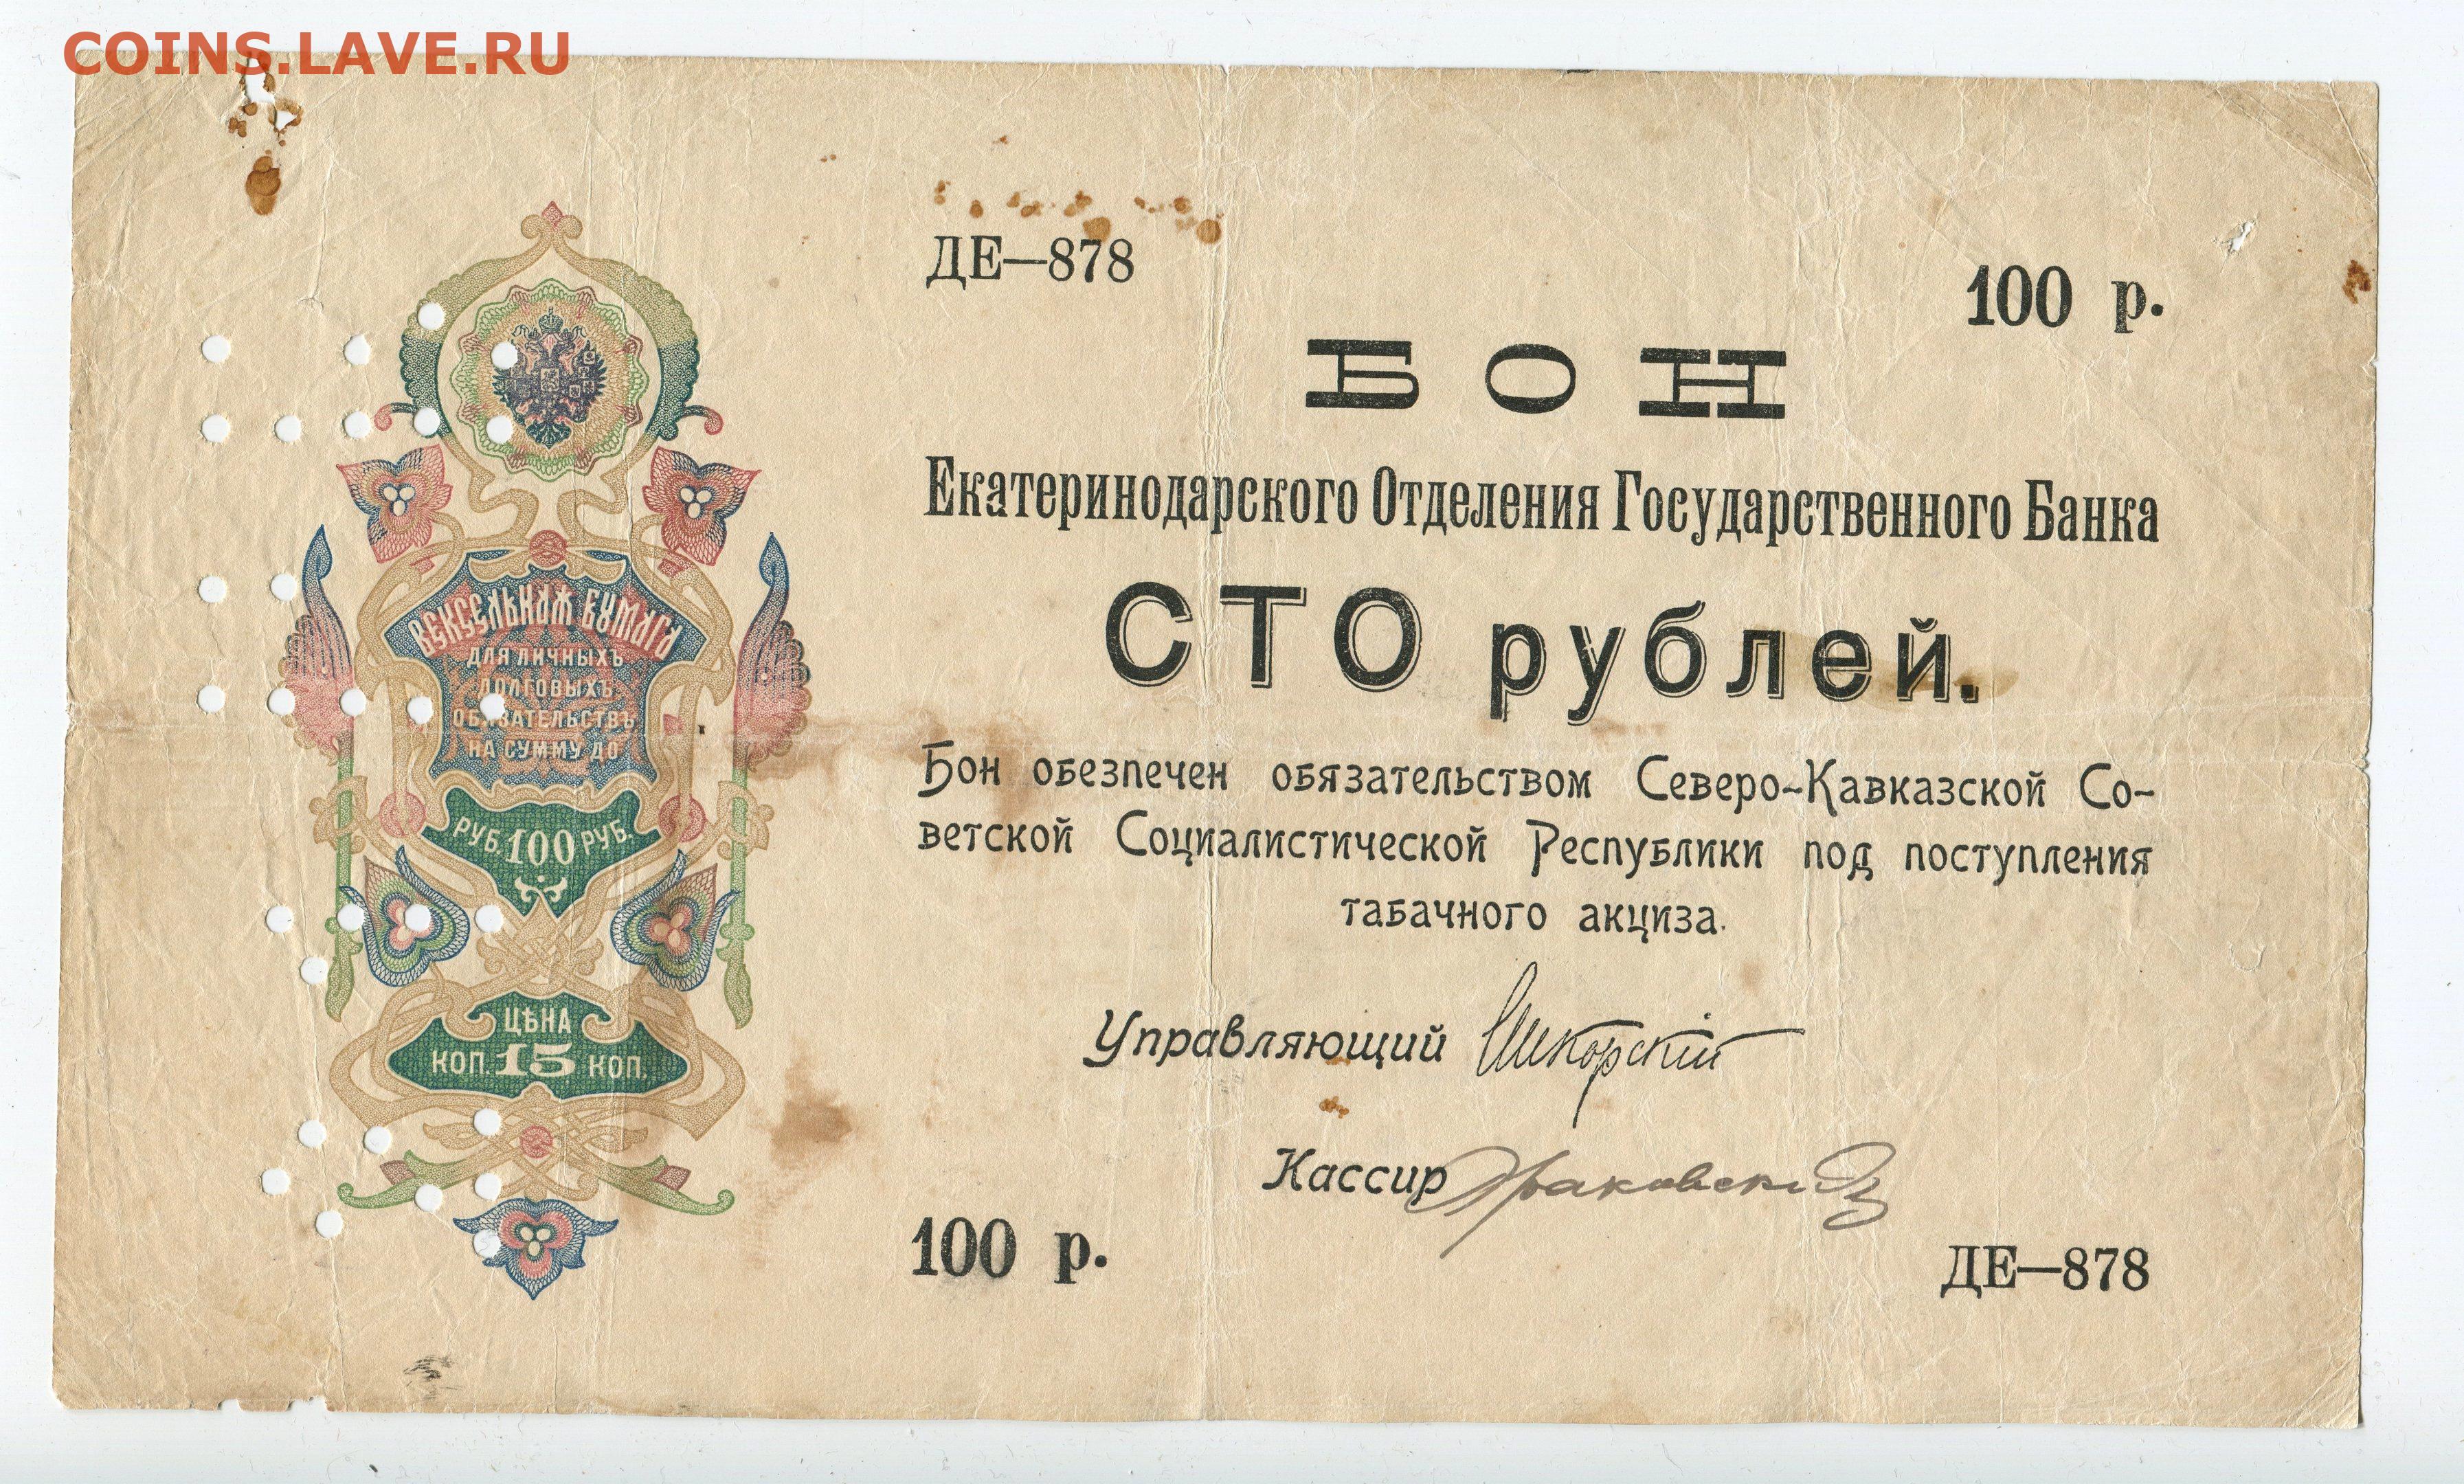 COINS.LAVE.RU
ДЕ—878
100 р.
БОН
Екатеринодарского Отделения Государственного Банка
СТО рублей.
Бон обезпечен обязательством Северо-Кавказской Со-
ветской Социалистической Республики под поступления
табачного акциза.
Управляющий
Кассир
100 р.
ДЕ—878
ВЕКСЕЛЬНАЯ БУМАГА
ДЛЯ ЛИЧНЫХЪ
ДОЛГОВЫХЪ
ОБЯЗАТЕЛЬСТВЪ
НА СУММУ ДО
РУБ. 100 РУБ.
ЦѢНА
КОП. 15 КОП.